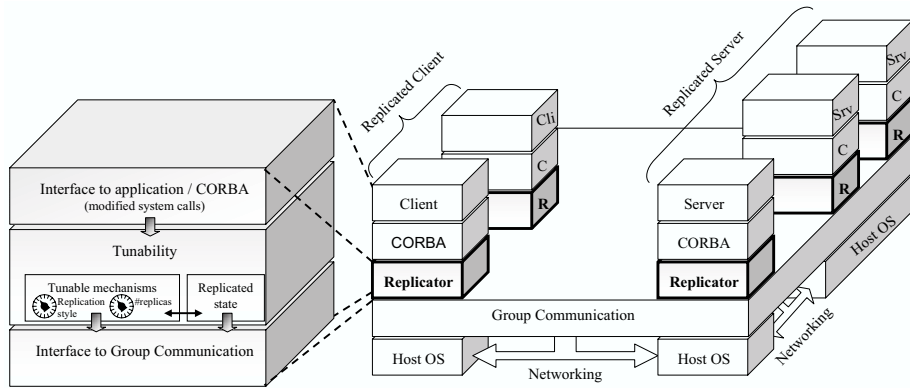 Replicated Client
Replicated Server
Cli
C
R
Srv
C
R
Srv
C
R
Interface to application / CORBA
(modified system calls)
Tunability
Tunable mechanisms
Replication
style
#replicas
Replicated
state
Interface to Group Communication
Client
CORBA
Replicator
Server
CORBA
Replicator
Group Communication
Host OS
Host OS
Host OS
Networking
Networking